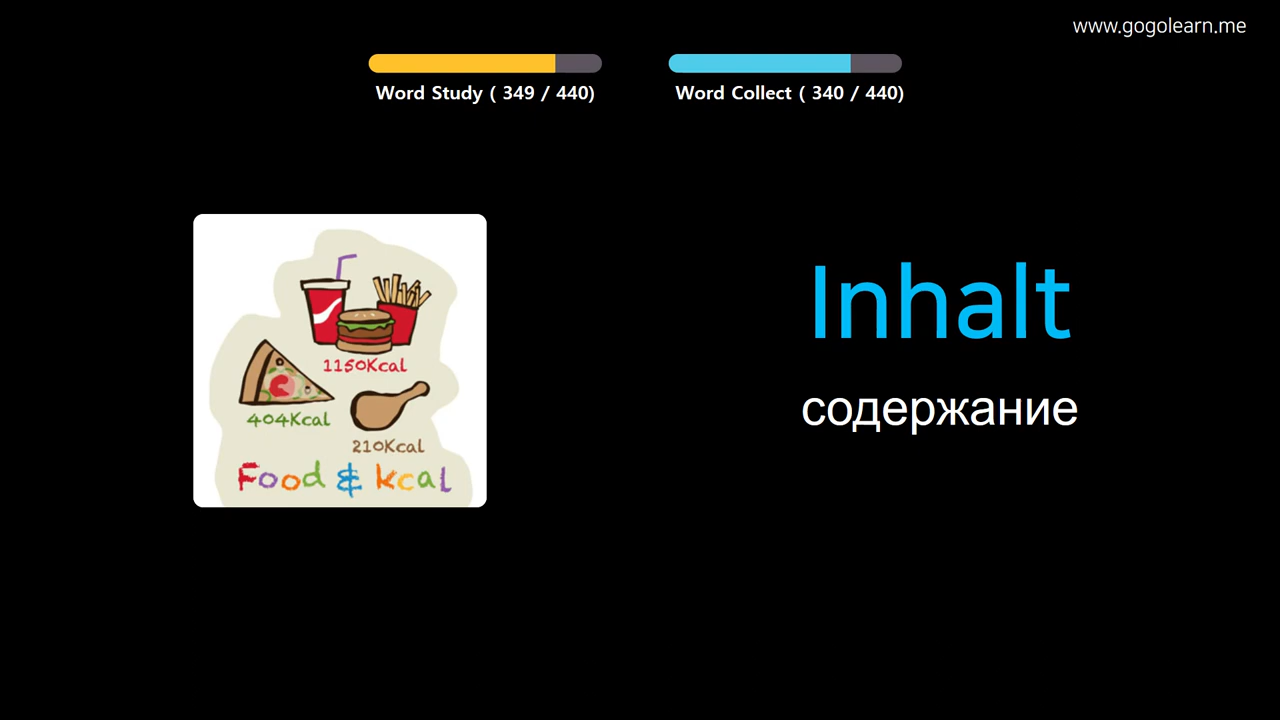 www.gogolearn.me
Word Study ( 349 / 440)
Word Collect ( 340 / 440)
1150Kcal
404Kcal
210Kcal
Food & kcal
Inhalt
содержание